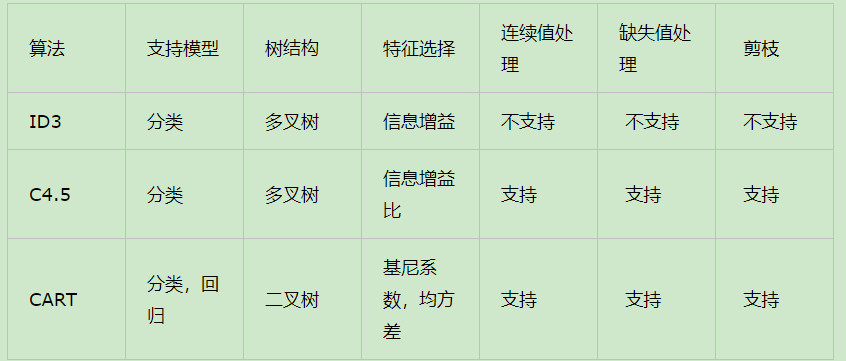 算法
支持模型
树结构
特征选择
连续值处
理
缺失值处
理
剪枝
ID3
分类
多叉树
信息增益
不支持
不支持
不支持
C4.5
分类
多叉树
信息增益
比
支持
支持
支持
CART
分类，回
归
二叉树
基尼系
数，均方
差
支持
支持
支持